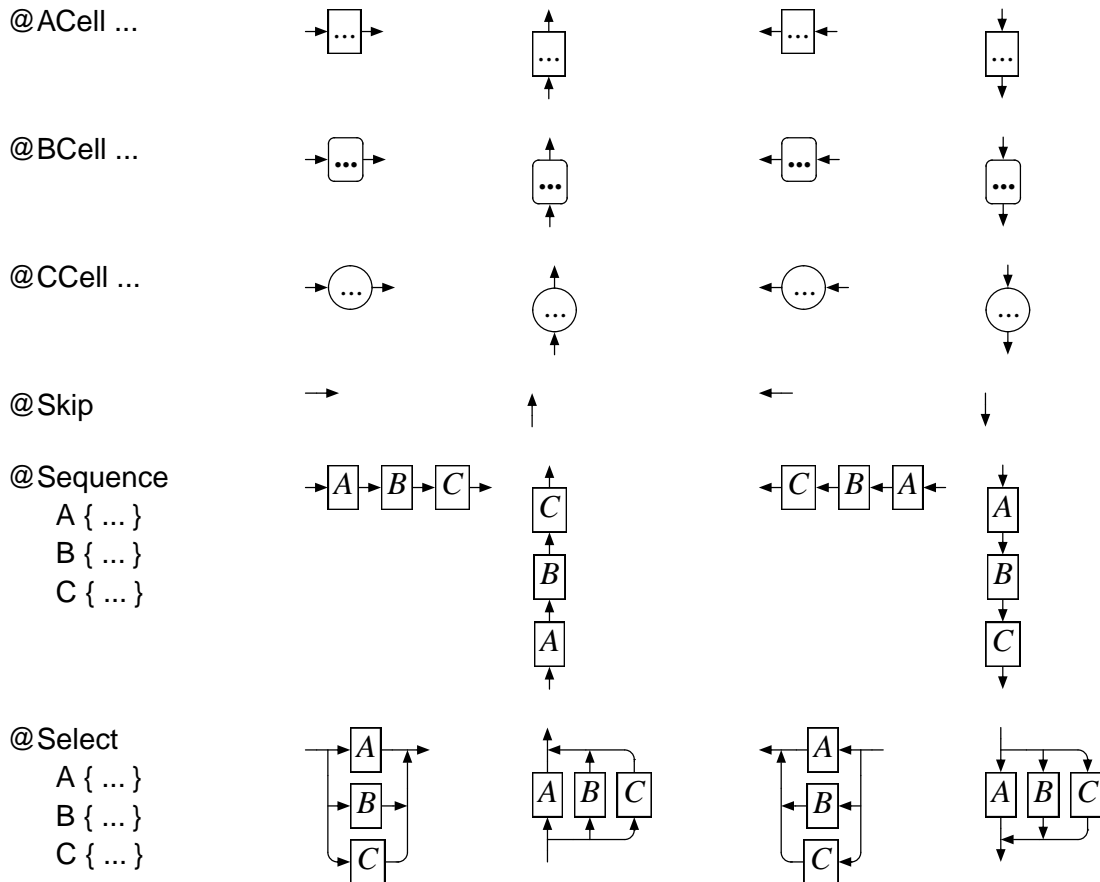 @ACell ...
... ... ... ...
@BCell ...
... ... ... ...
@CCell ...
... ... ... ...
@Skip
@Sequence
A { ... }
B { ... }
C { ... }
A B C
C
B
A
C B A
A
B
C
@Select
A { ... }
B { ... }
C { ... }
A
B
C
A B C
A
B
C
A B C